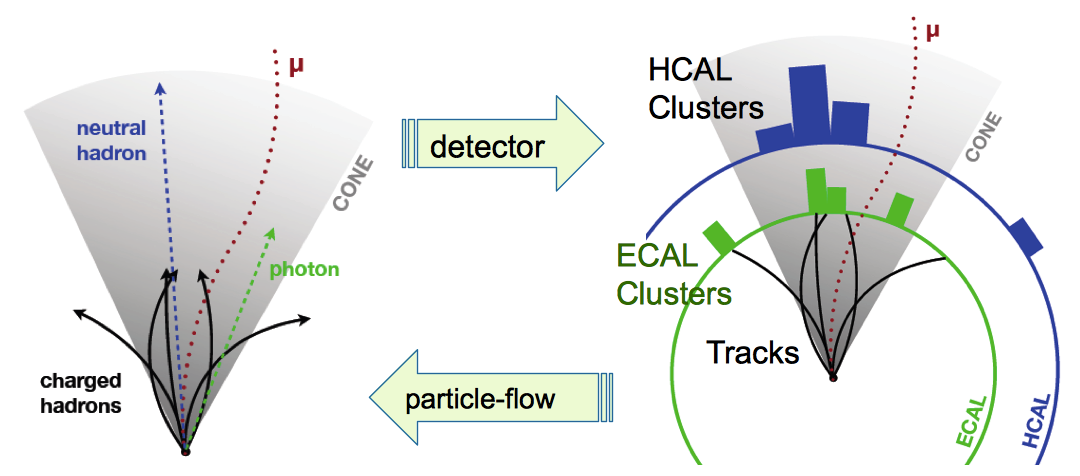 μ
neutral
hadron
CONE
photon
charged
hadrons
detector
particle-flow
μ
HCAL
Clusters
CONE
ECAL
Clusters
Tracks
ECAL
HCAL